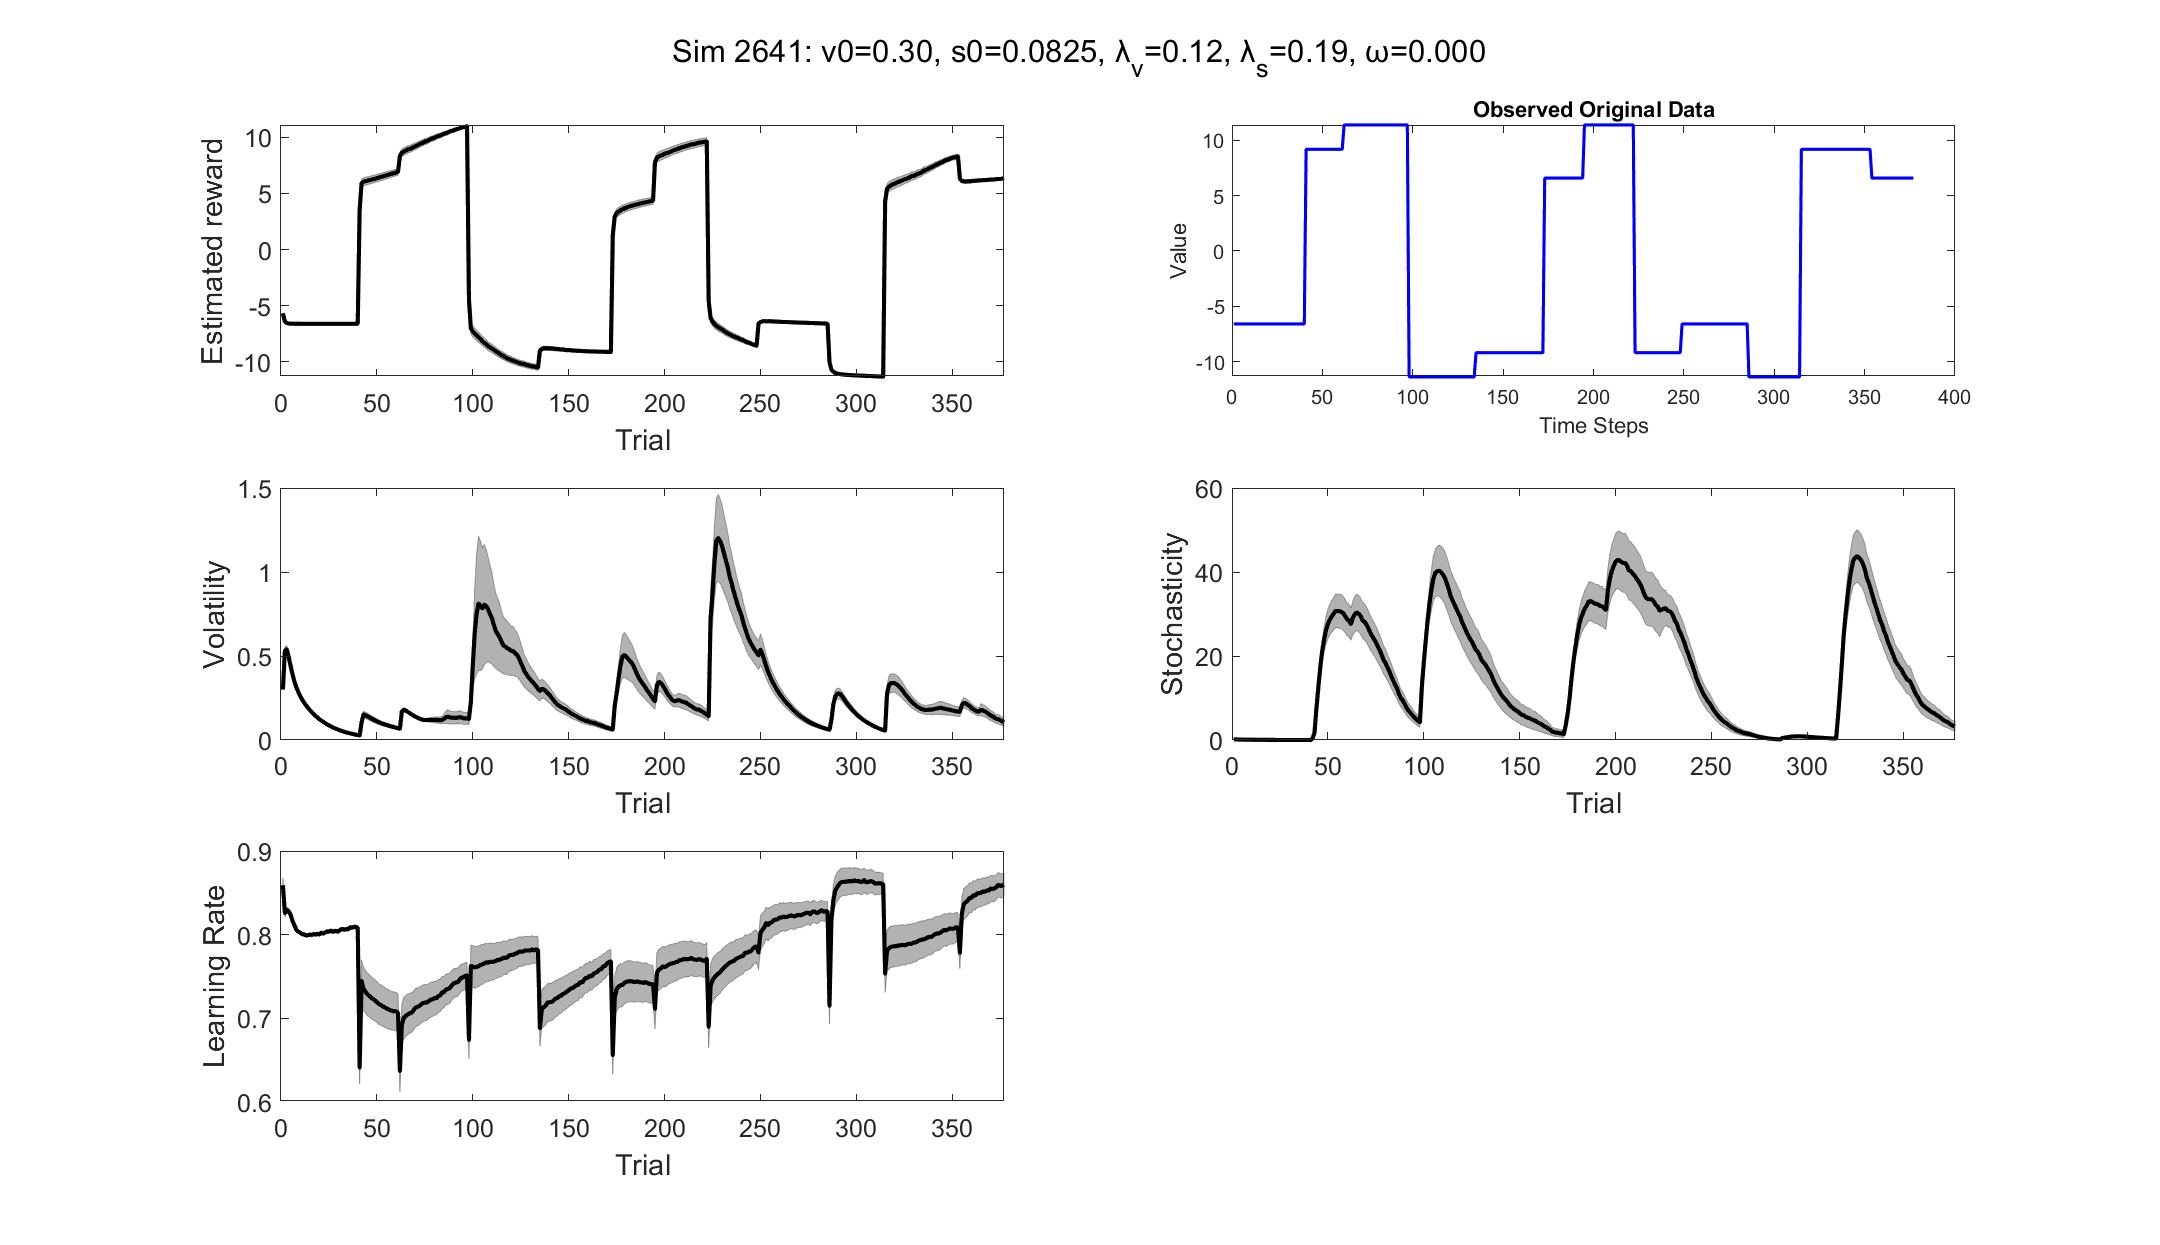 Sim 2641: v0=0.30, s0=0.0825, λv=0.12, λs=0.19, ω=0.000
Estimated reward
10
5
0
-5
-10
0 50 100 150 200 250 300 350
Trial
Observed Original Data
Value
10
5
0
-5
-10
0 50 100 150 200 250 300 350 400
Time Steps
Volatility
1.5
1
0.5
0
0 50 100 150 200 250 300 350
Trial
Stochasticity
60
40
20
0
0 50 100 150 200 250 300 350
Trial
Learning Rate
0.9
0.8
0.7
0.6
0 50 100 150 200 250 300 350
Trial